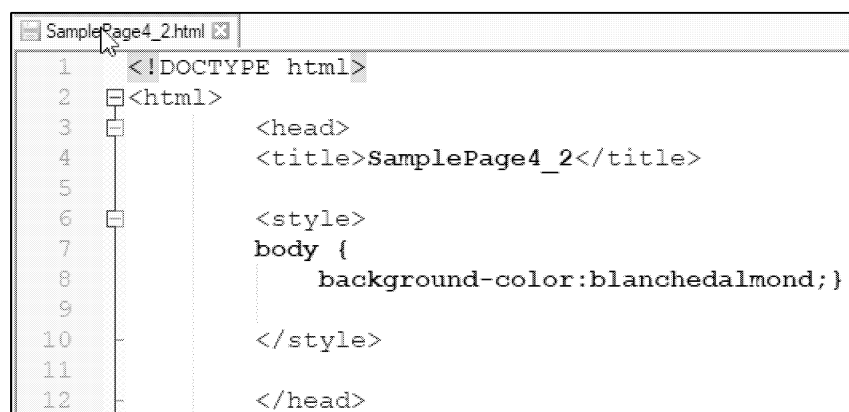 SamplePage4_2.html
1 <!DOCTYPE html>
2 <html>
3 <head>
4 <title>SamplePage4_2</title>
5
6 <style>
7 body {
8 background-color:blanchedalmond;}
9
10 </style>
11
12 </head>